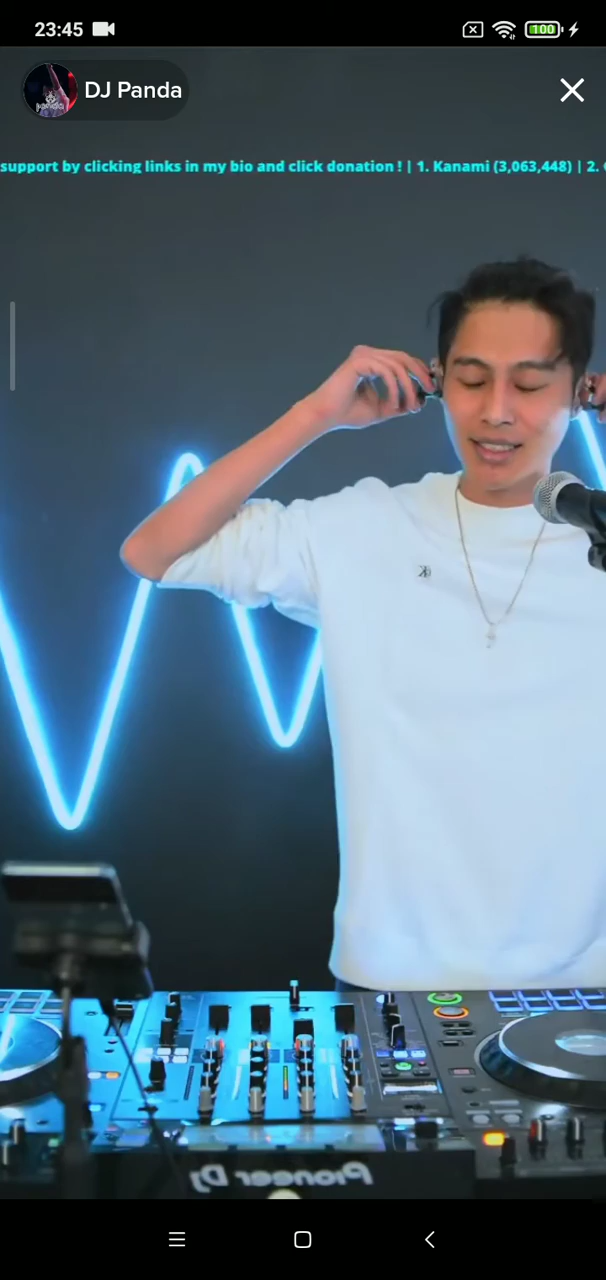 23:45
100
DJ Panda
panda
support by clicking links in my bio and click donation ! | 1. Kanami (3,063,448) | 2.
Pioneer Dj